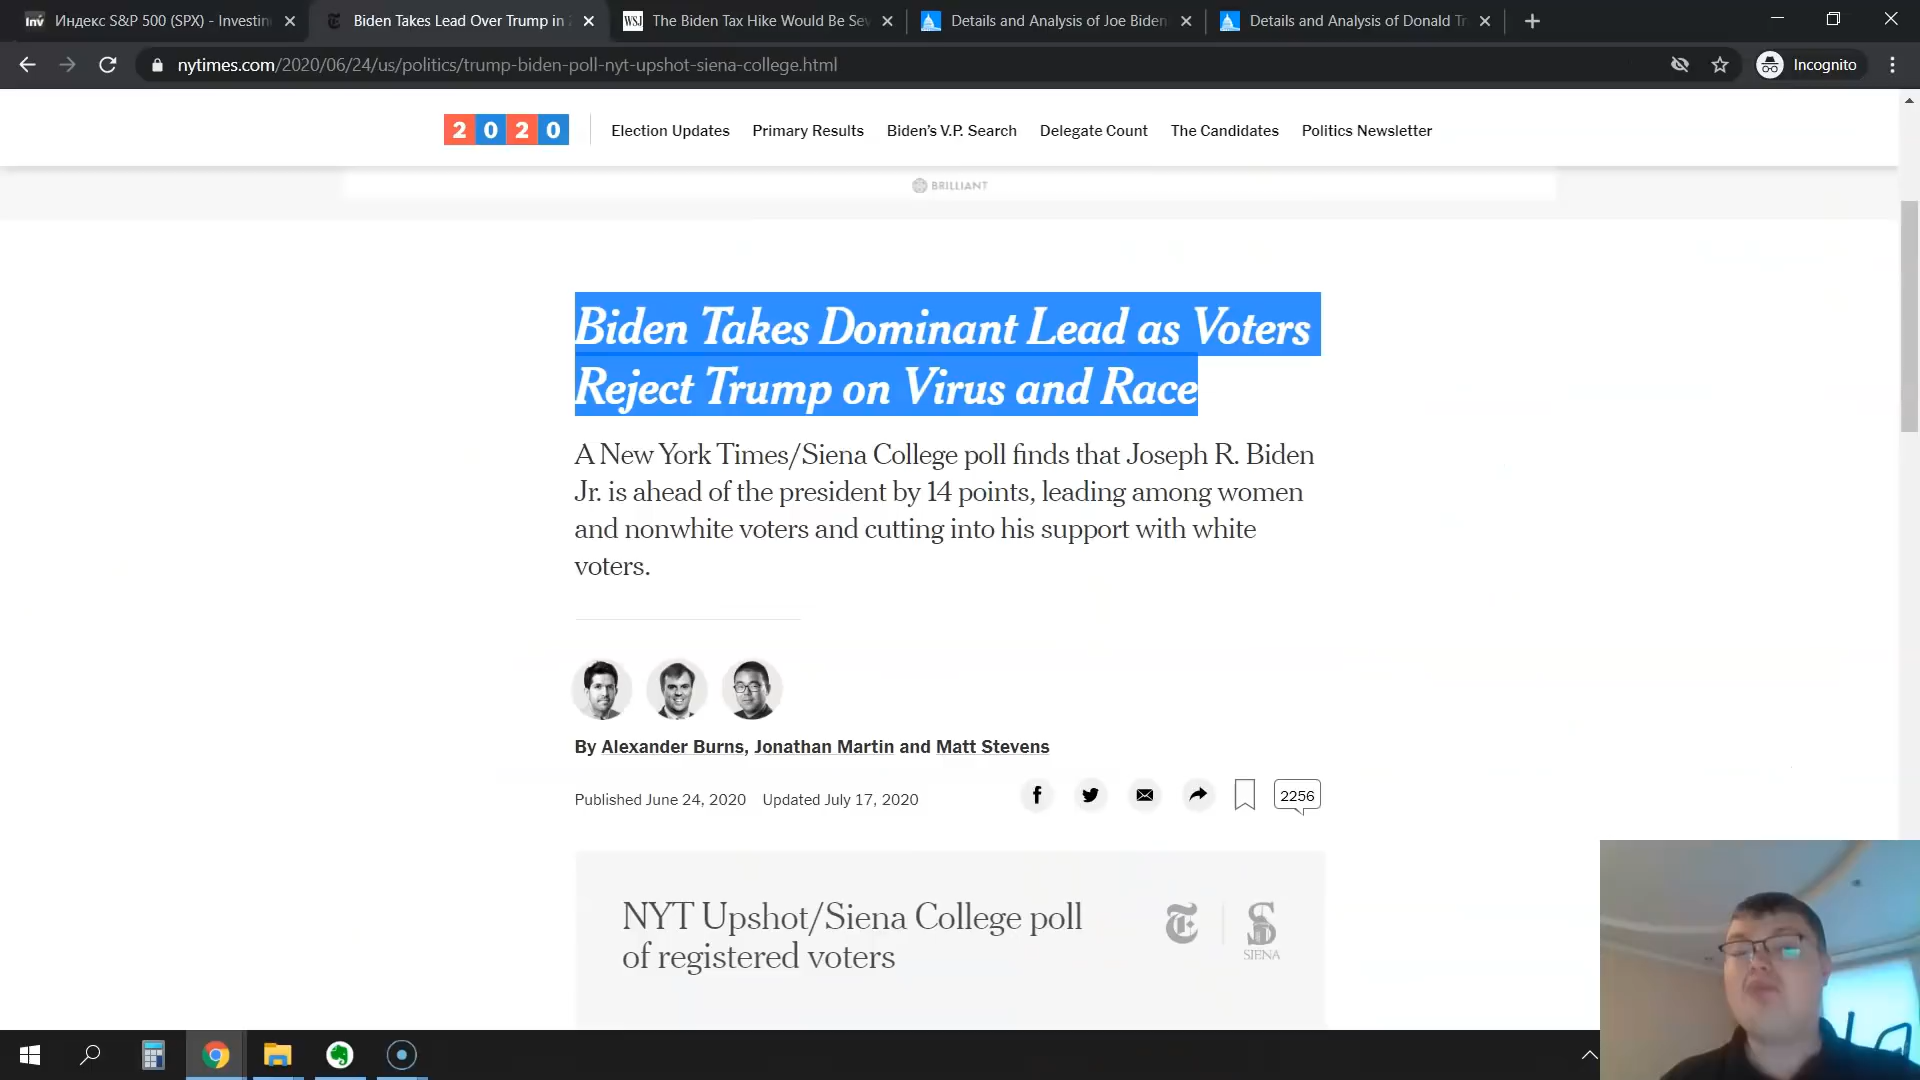 Индекс S&P 500 (SPX) - Investin
Biden Takes Lead Over Trump in 2
WSJ
The Biden Tax Hike Would Be Sev
Details and Analysis of Joe Biden
Details and Analysis of Donald Tr
nytimes.com/2020/06/24/us/politics/trump-biden-poll-nyt-upshot-siena-college.html
Incognito
2020
Election Updates
Primary Results
Biden's V.P. Search
Delegate Count
The Candidates
Politics Newsletter
BRILLIANT
Biden Takes Dominant Lead as Voters
Reject Trump on Virus and Race
A New York Times/Siena College poll finds that Joseph R. Biden
Jr. is ahead of the president by 14 points, leading among women
and nonwhite voters and cutting into his support with white
voters.
By Alexander Burns, Jonathan Martin and Matt Stevens
Published June 24, 2020 Updated July 17, 2020
2256
NYT Upshot/Siena College poll
of registered voters
SIENA